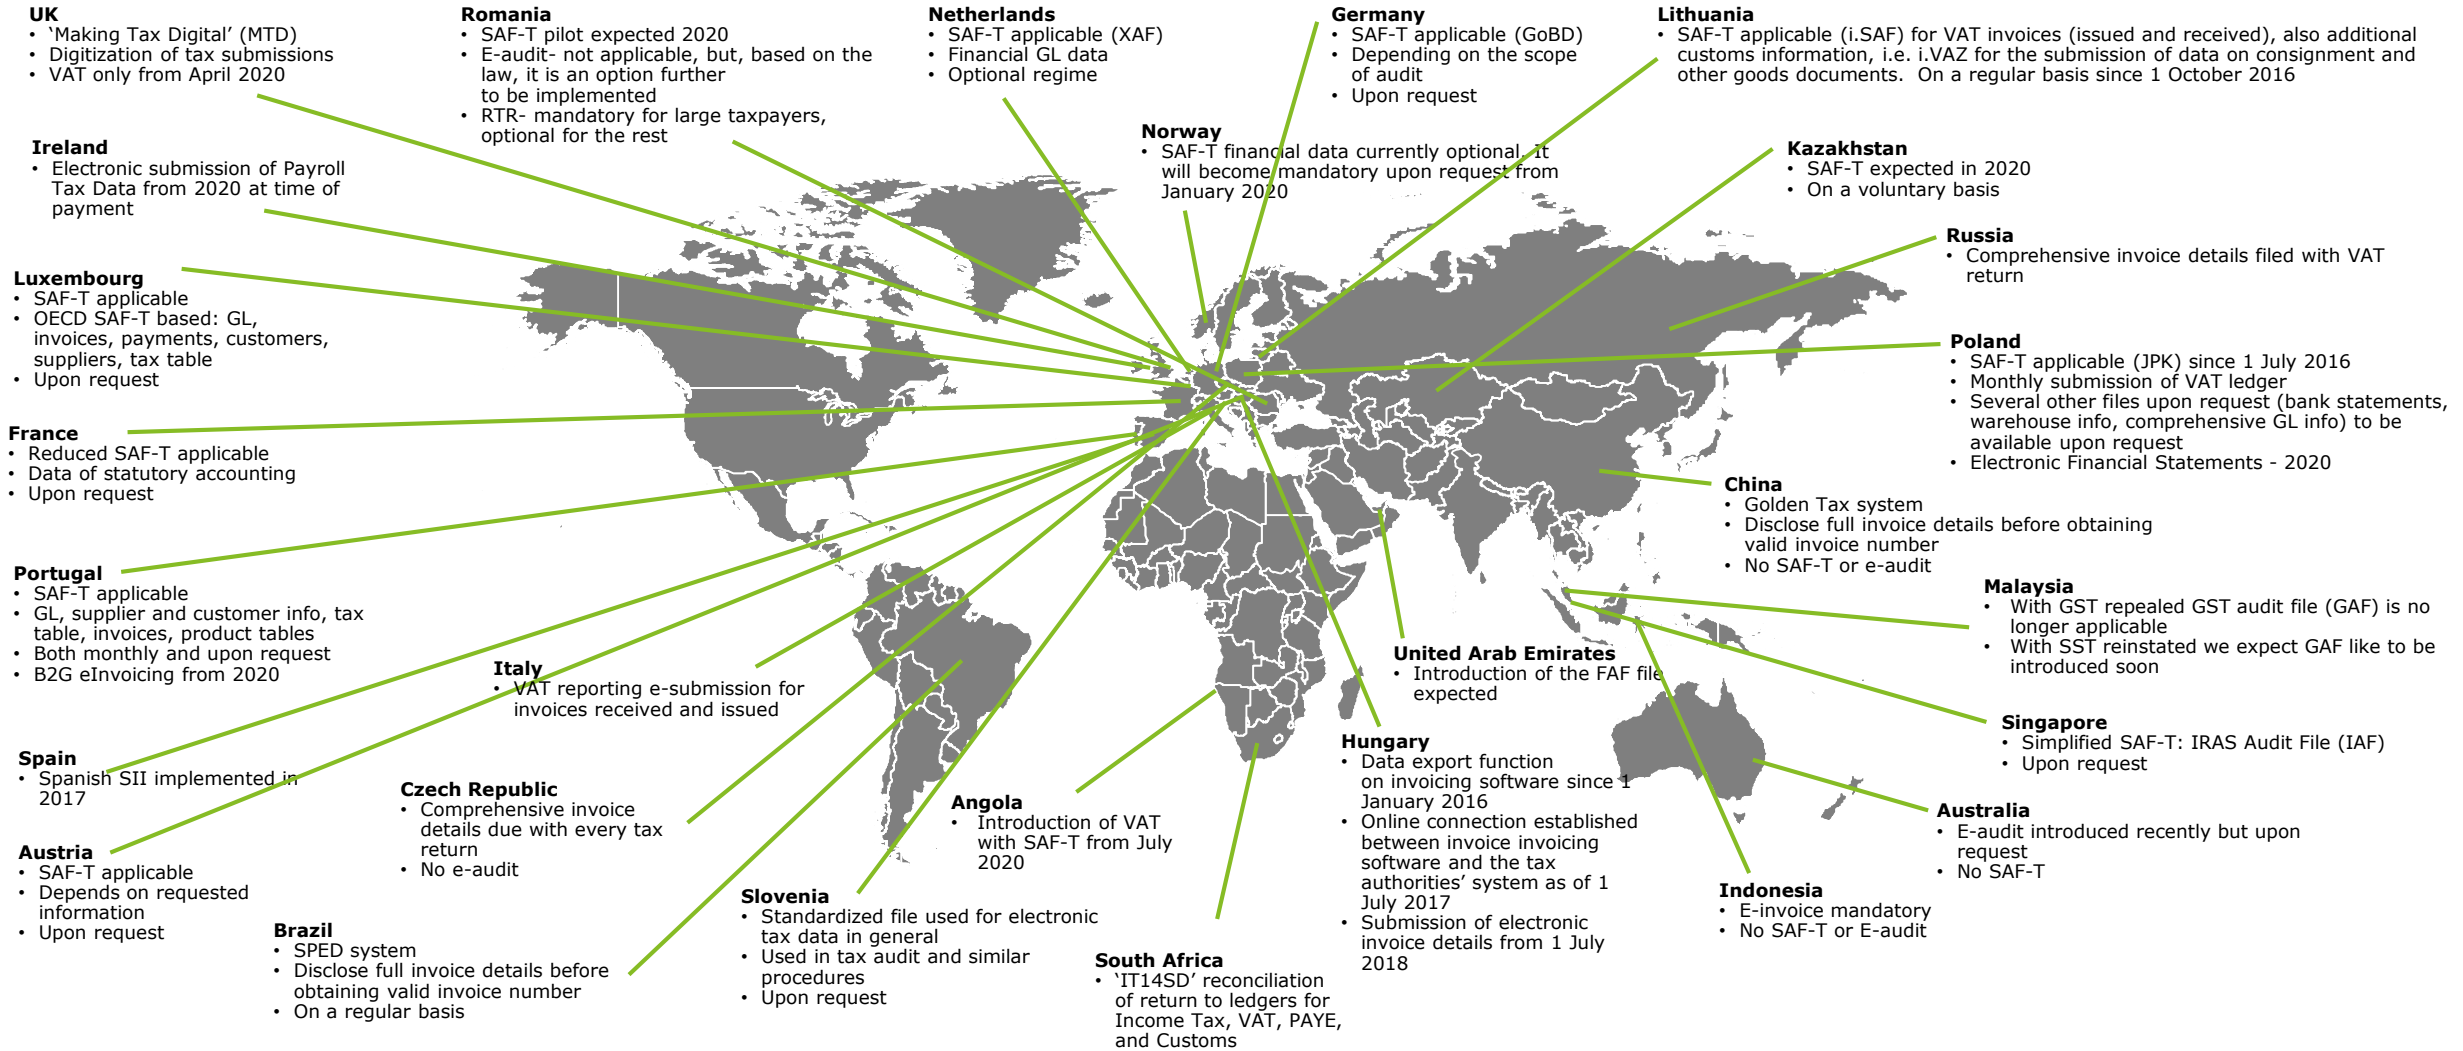 UK
• ‘Making Tax Digital’ (MTD)
• Digitization of tax submissions
• VAT only from April 2020
Romania
• SAF-T pilot expected 2020
• E-audit- not applicable, but, based on the
law, it is an option further
to be implemented
• RTR- mandatory for large taxpayers,
optional for the rest
Netherlands
• SAF-T applicable (XAF)
• Financial GL data
• Optional regime
Germany
• SAF-T applicable (GoBD)
• Depending on the scope
of audit
• Upon request
Lithuania
• SAF-T applicable (i.SAF) for VAT invoices (issued and received), also additional
customs information, i.e. i.VAZ for the submission of data on consignment and
other goods documents. On a regular basis since 1 October 2016
Ireland
• Electronic submission of Payroll
Tax Data from 2020 at time of
payment
Norway
• SAF-T financial data currently optional. It
will become mandatory upon request from
January 2020
Kazakhstan
• SAF-T expected in 2020
• On a voluntary basis
Russia
• Comprehensive invoice details filed with VAT
return
Luxembourg
• SAF-T applicable
• OECD SAF-T based: GL,
invoices, payments, customers,
suppliers, tax table
• Upon request
Poland
• SAF-T applicable (JPK) since 1 July 2016
• Monthly submission of VAT ledger
• Several other files upon request (bank statements,
warehouse info, comprehensive GL info) to be
available upon request
• Electronic Financial Statements - 2020
France
• Reduced SAF-T applicable
• Data of statutory accounting
• Upon request
China
• Golden Tax system
• Disclose full invoice details before obtaining
valid invoice number
• No SAF-T or e-audit
Portugal
• SAF-T applicable
• GL, supplier and customer info, tax
table, invoices, product tables
• Both monthly and upon request
• B2G eInvoicing from 2020
Malaysia
• With GST repealed GST audit file (GAF) is no
longer applicable
• With SST reinstated we expect GAF like to be
introduced soon
Italy
• VAT reporting e-submission for
invoices received and issued
United Arab Emirates
• Introduction of the FAF file
expected
Singapore
• Simplified SAF-T: IRAS Audit File (IAF)
• Upon request
Spain
• Spanish SII implemented in
2017
Czech Republic
• Comprehensive invoice
details due with every tax
return
• No e-audit
Angola
• Introduction of VAT
with SAF-T from July
2020
Hungary
• Data export function
on invoicing software since 1
January 2016
• Online connection established
between invoice invoicing
software and the tax
authorities’ system as of 1
July 2017
• Submission of electronic
invoice details from 1 July
2018
Australia
• E-audit introduced recently but upon
request
• No SAF-T
Austria
• SAF-T applicable
• Depends on requested
information
• Upon request
Indonesia
• E-invoice mandatory
• No SAF-T or E-audit
Slovenia
• Standardized file used for electronic
tax data in general
• Used in tax audit and similar
procedures
• Upon request
Brazil
• SPED system
• Disclose full invoice details before
obtaining valid invoice number
• On a regular basis
South Africa
• ‘IT14SD’ reconciliation
of return to ledgers for
Income Tax, VAT, PAYE,
and Customs